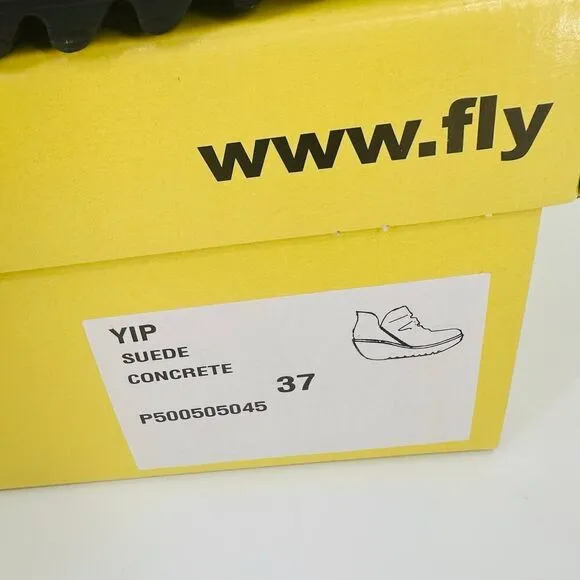 www.fly
YIP
SUEDE
CONCRETE
37
P500505045